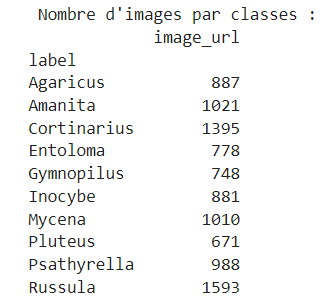 Nombre d'images par classes :
image_url
label
Agaricus 887
Amanita 1021
Cortinarius 1395
Entoloma 778
Gymnopilus 748
Inocybe 881
Mycena 1010
Pluteus 671
Psathyrella 988
Russula 1593